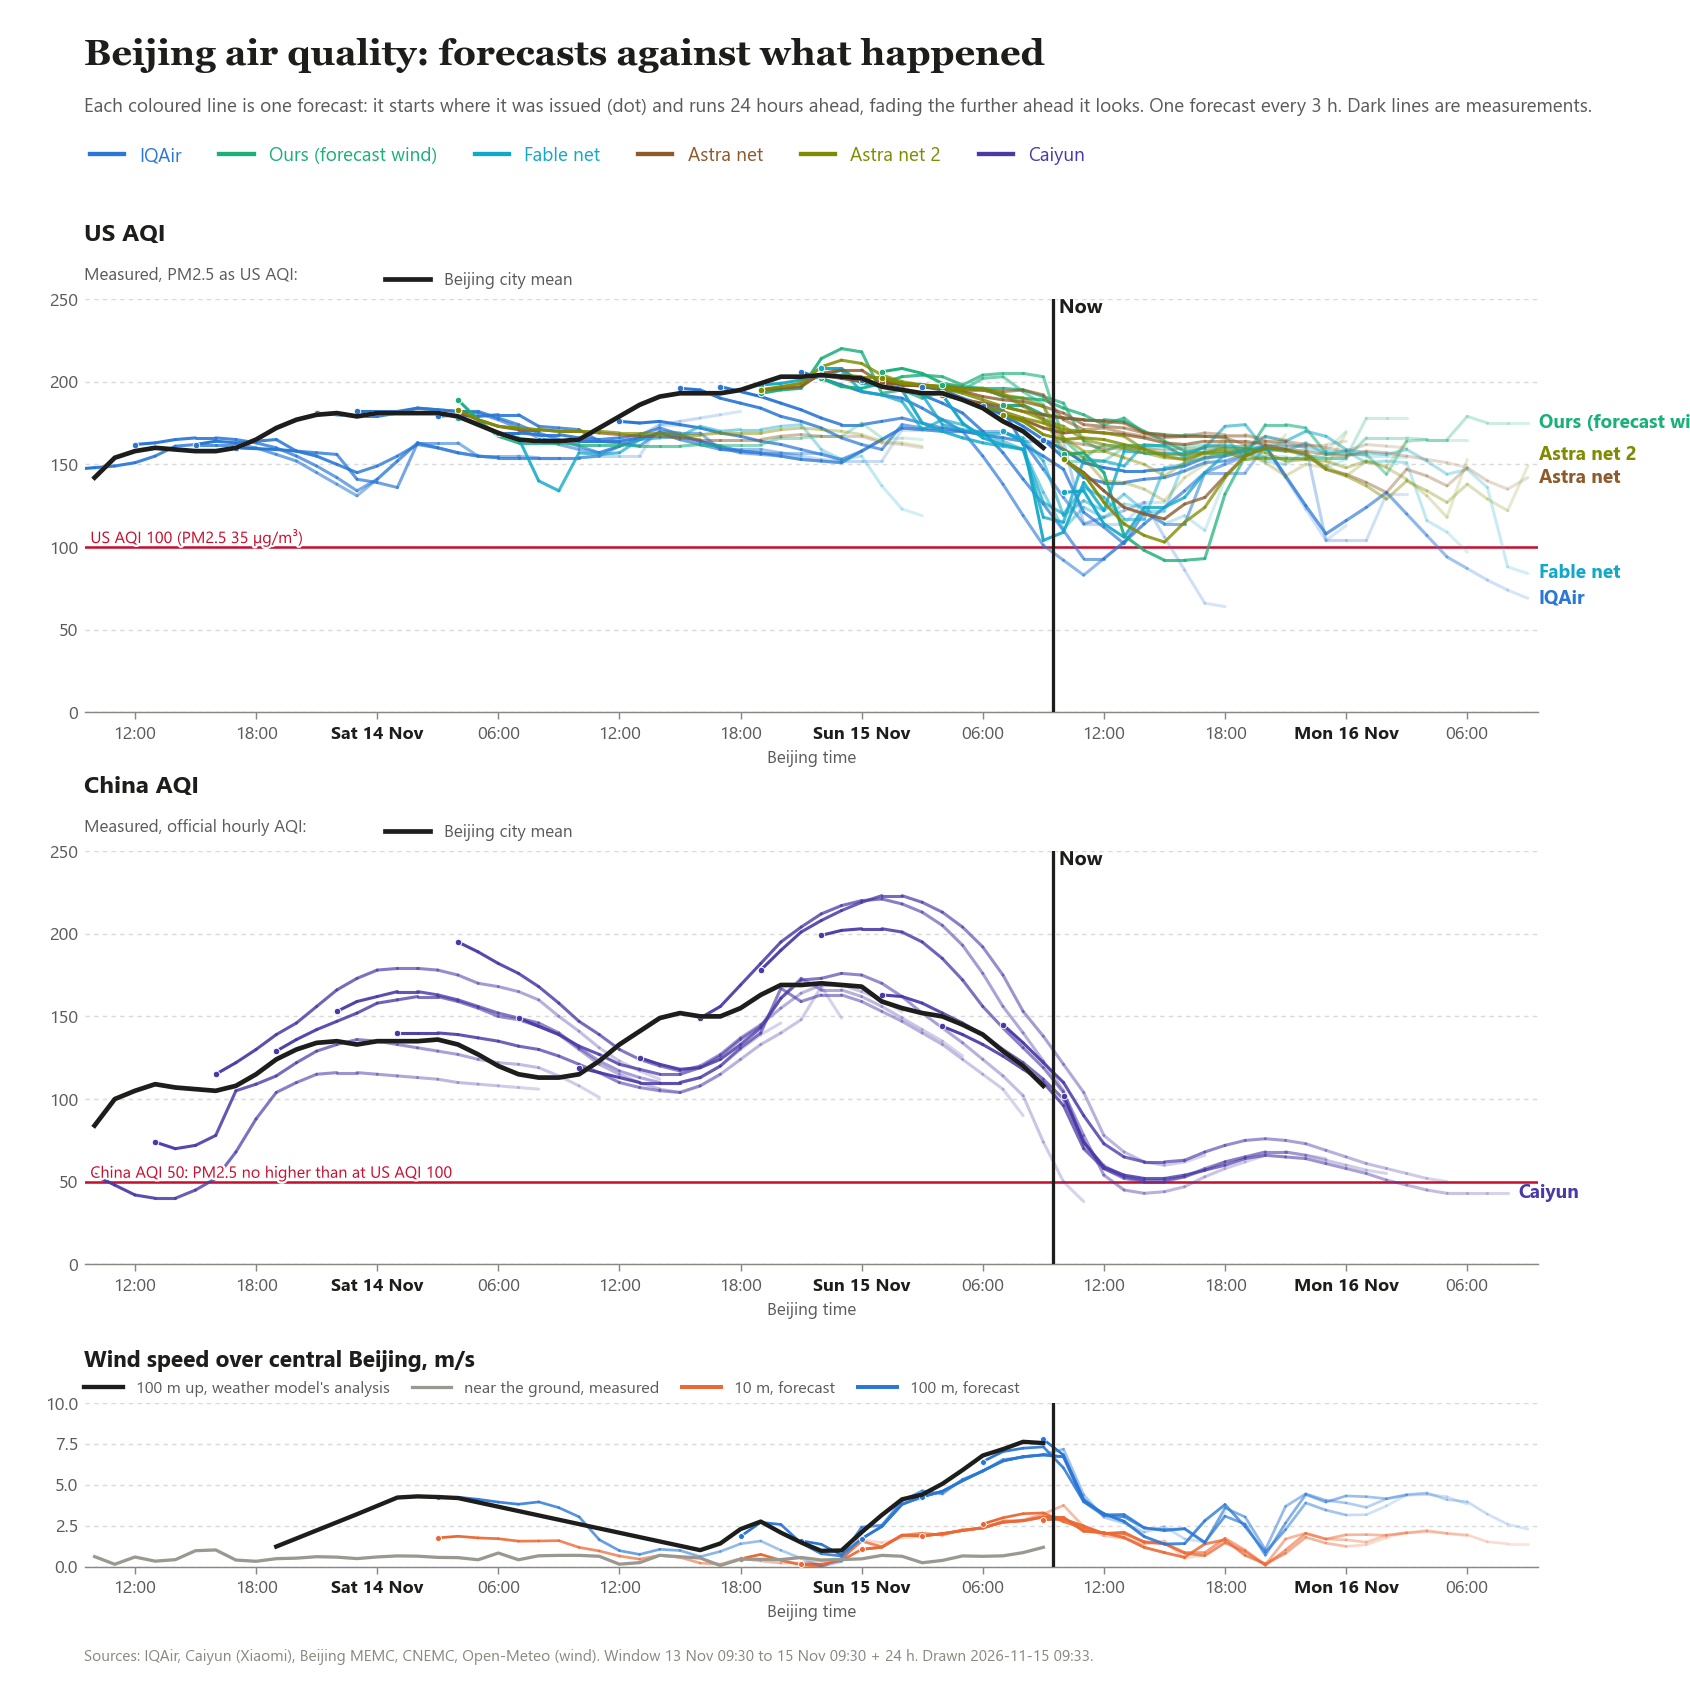 Beijing air quality: forecasts against what happened
Each coloured line is one forecast: it starts where it was issued (dot) and runs 24 hours ahead, fading the further ahead it looks. One forecast every 3 h. Dark lines are measurements.
IQAir Ours (forecast wind) Fable net Astra net Astra net 2 Caiyun
US AQI
Measured, PM2.5 as US AQI: Beijing city mean
250
Now
200
Ours (forecast wi
Astra net 2
150
Astra net
US AQI 100 (PM2.5 35 µg/m³)
100
Fable net
IQAir
50
0
12:00 18:00 Sat 14 Nov 06:00 12:00 18:00 Sun 15 Nov 06:00 12:00 18:00 Mon 16 Nov 06:00
Beijing time
China AQI
Measured, official hourly AQI: Beijing city mean
250
Now
200
150
100
China AQI 50: PM2.5 no higher than at US AQI 100
50
Caiyun
0
12:00 18:00 Sat 14 Nov 06:00 12:00 18:00 Sun 15 Nov 06:00 12:00 18:00 Mon 16 Nov 06:00
Beijing time
Wind speed over central Beijing, m/s
100 m up, weather model's analysis near the ground, measured 10 m, forecast 100 m, forecast
10.0
7.5
5.0
2.5
0.0
12:00 18:00 Sat 14 Nov 06:00 12:00 18:00 Sun 15 Nov 06:00 12:00 18:00 Mon 16 Nov 06:00
Beijing time
Sources: IQAir, Caiyun (Xiaomi), Beijing MEMC, CNEMC, Open-Meteo (wind). Window 13 Nov 09:30 to 15 Nov 09:30 + 24 h. Drawn 2026-11-15 09:33.